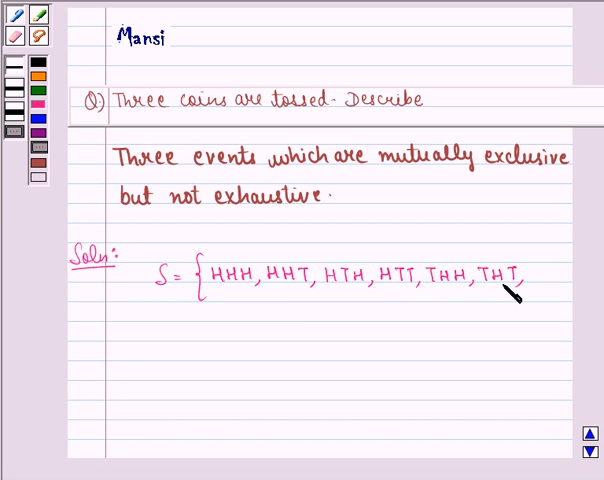 Mansi
Q) Three coins are tossed. Describe
Three events which are mutually exclusive
but not exhaustive.
Soln:
S = { HHH, HHT, HTH, HTT, THH, THT,